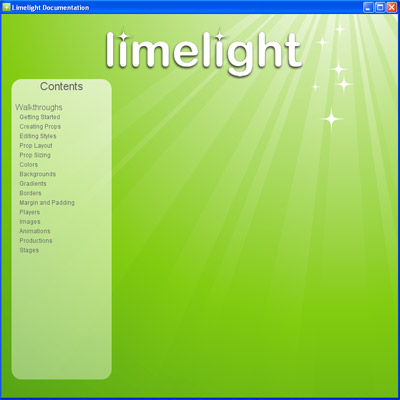 Limelight Documentation
limelight
Contents
Walkthroughs
Getting Started
Creating Props
Editing Styles
Prop Layout
Prop Sizing
Colors
Backgrounds
Gradients
Borders
Margin and Padding
Players
Images
Animations
Productions
Stages